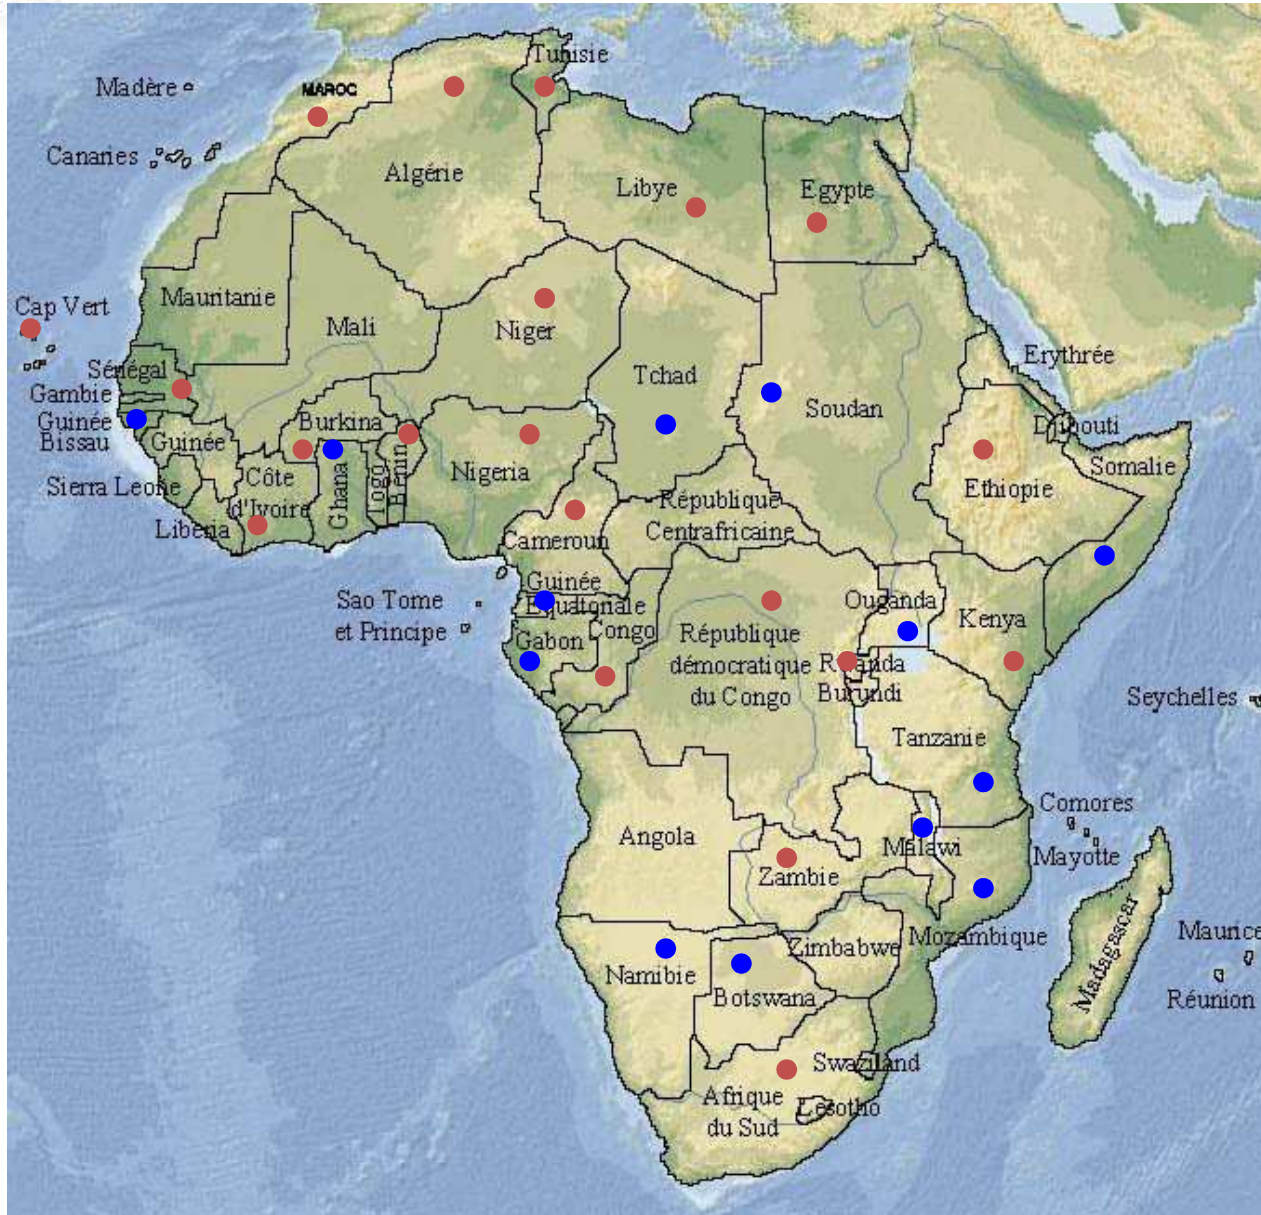 Tunisie
Madère
MAROC
Canaries
Algérie
Libye
Egypte
Mauritanie
Cap Vert
Mali
Niger
Sénégal
Tchad
Erythrée
Gambie
Guinée
Bissau
Burkina
Soudan
Djibouti
Guinée
Nigeria
Somalie
Sierra Leone
Côte
d'Ivoire
Ghana
Togo
Benin
Ethiopie
République
Centrafricaine
Liberia
Cameroun
Guinée
Equatoriale
Sao Tome
et Principe
Gabon
Congo
République
démocratique
du Congo
Ouganda
Kenya
Rwanda
Burundi
Seychelles
Tanzanie
Comores
Angola
Malawi
Mayotte
Zambie
Mozambique
Zimbabwe
Madagascar
Maurice
Namibie
Botswana
Réunion
Swaziland
Afrique
du Sud
Lesotho